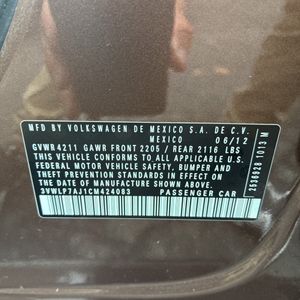 MFD BY VOLKSWAGEN DE MEXICO S.A. DE C.V.
MEXICO 06/12
GVWR 4211 GAWR FRONT 2205 / REAR 2116 LBS
THIS VEHICLE CONFORMS TO ALL APPLICABLE U.S.
FEDERAL MOTOR VEHICLE SAFETY, BUMPER AND
THEFT PREVENTION STANDARDS IN EFFECT ON THE
DATE OF MANUFACTURE SHOWN ABOVE
3VWLP7AJ1CM424083 PASSENGER CAR
2536928 1013 M